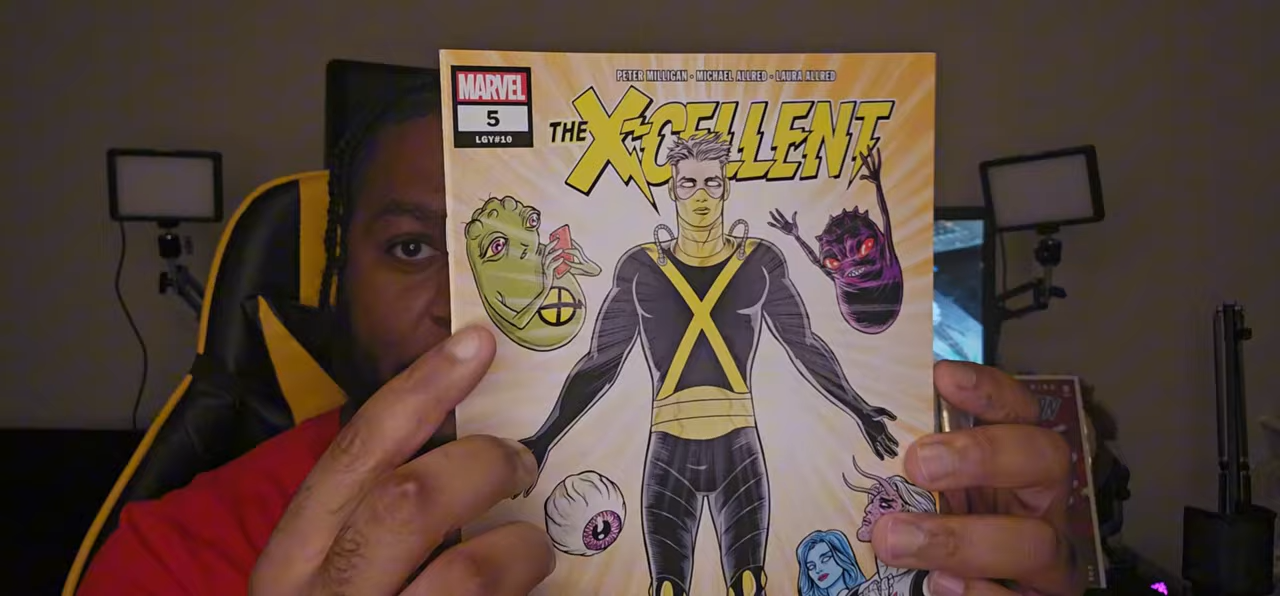 PETER MILLIGAN · MICHAEL ALLRED · LAURA ALLRED
MARVEL
5
LGY#10
THE X-CELLENT